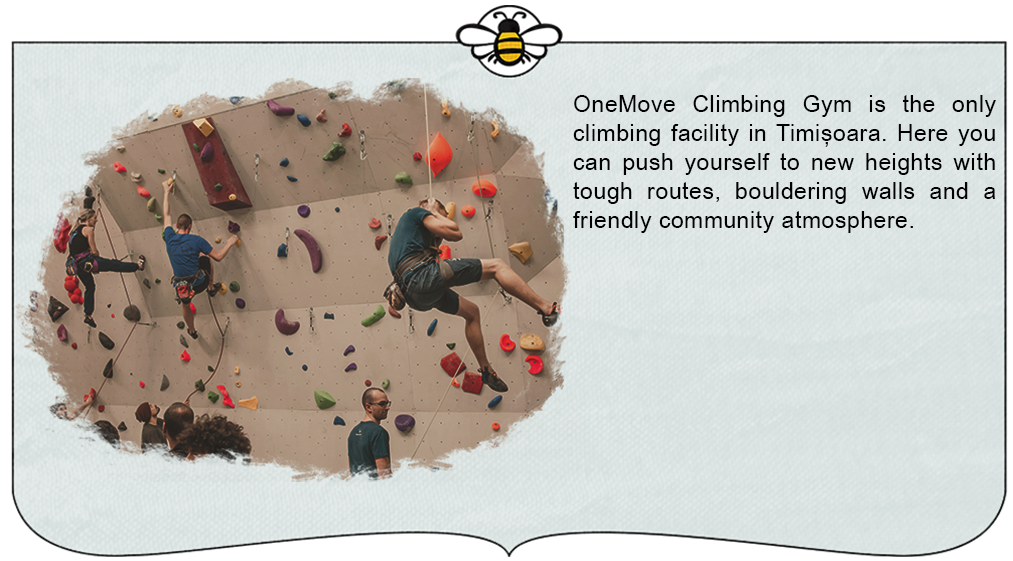 OneMove Climbing Gym is the only
climbing facility in Timișoara. Here you
can push yourself to new heights with
tough routes, bouldering walls and a
friendly community atmosphere.